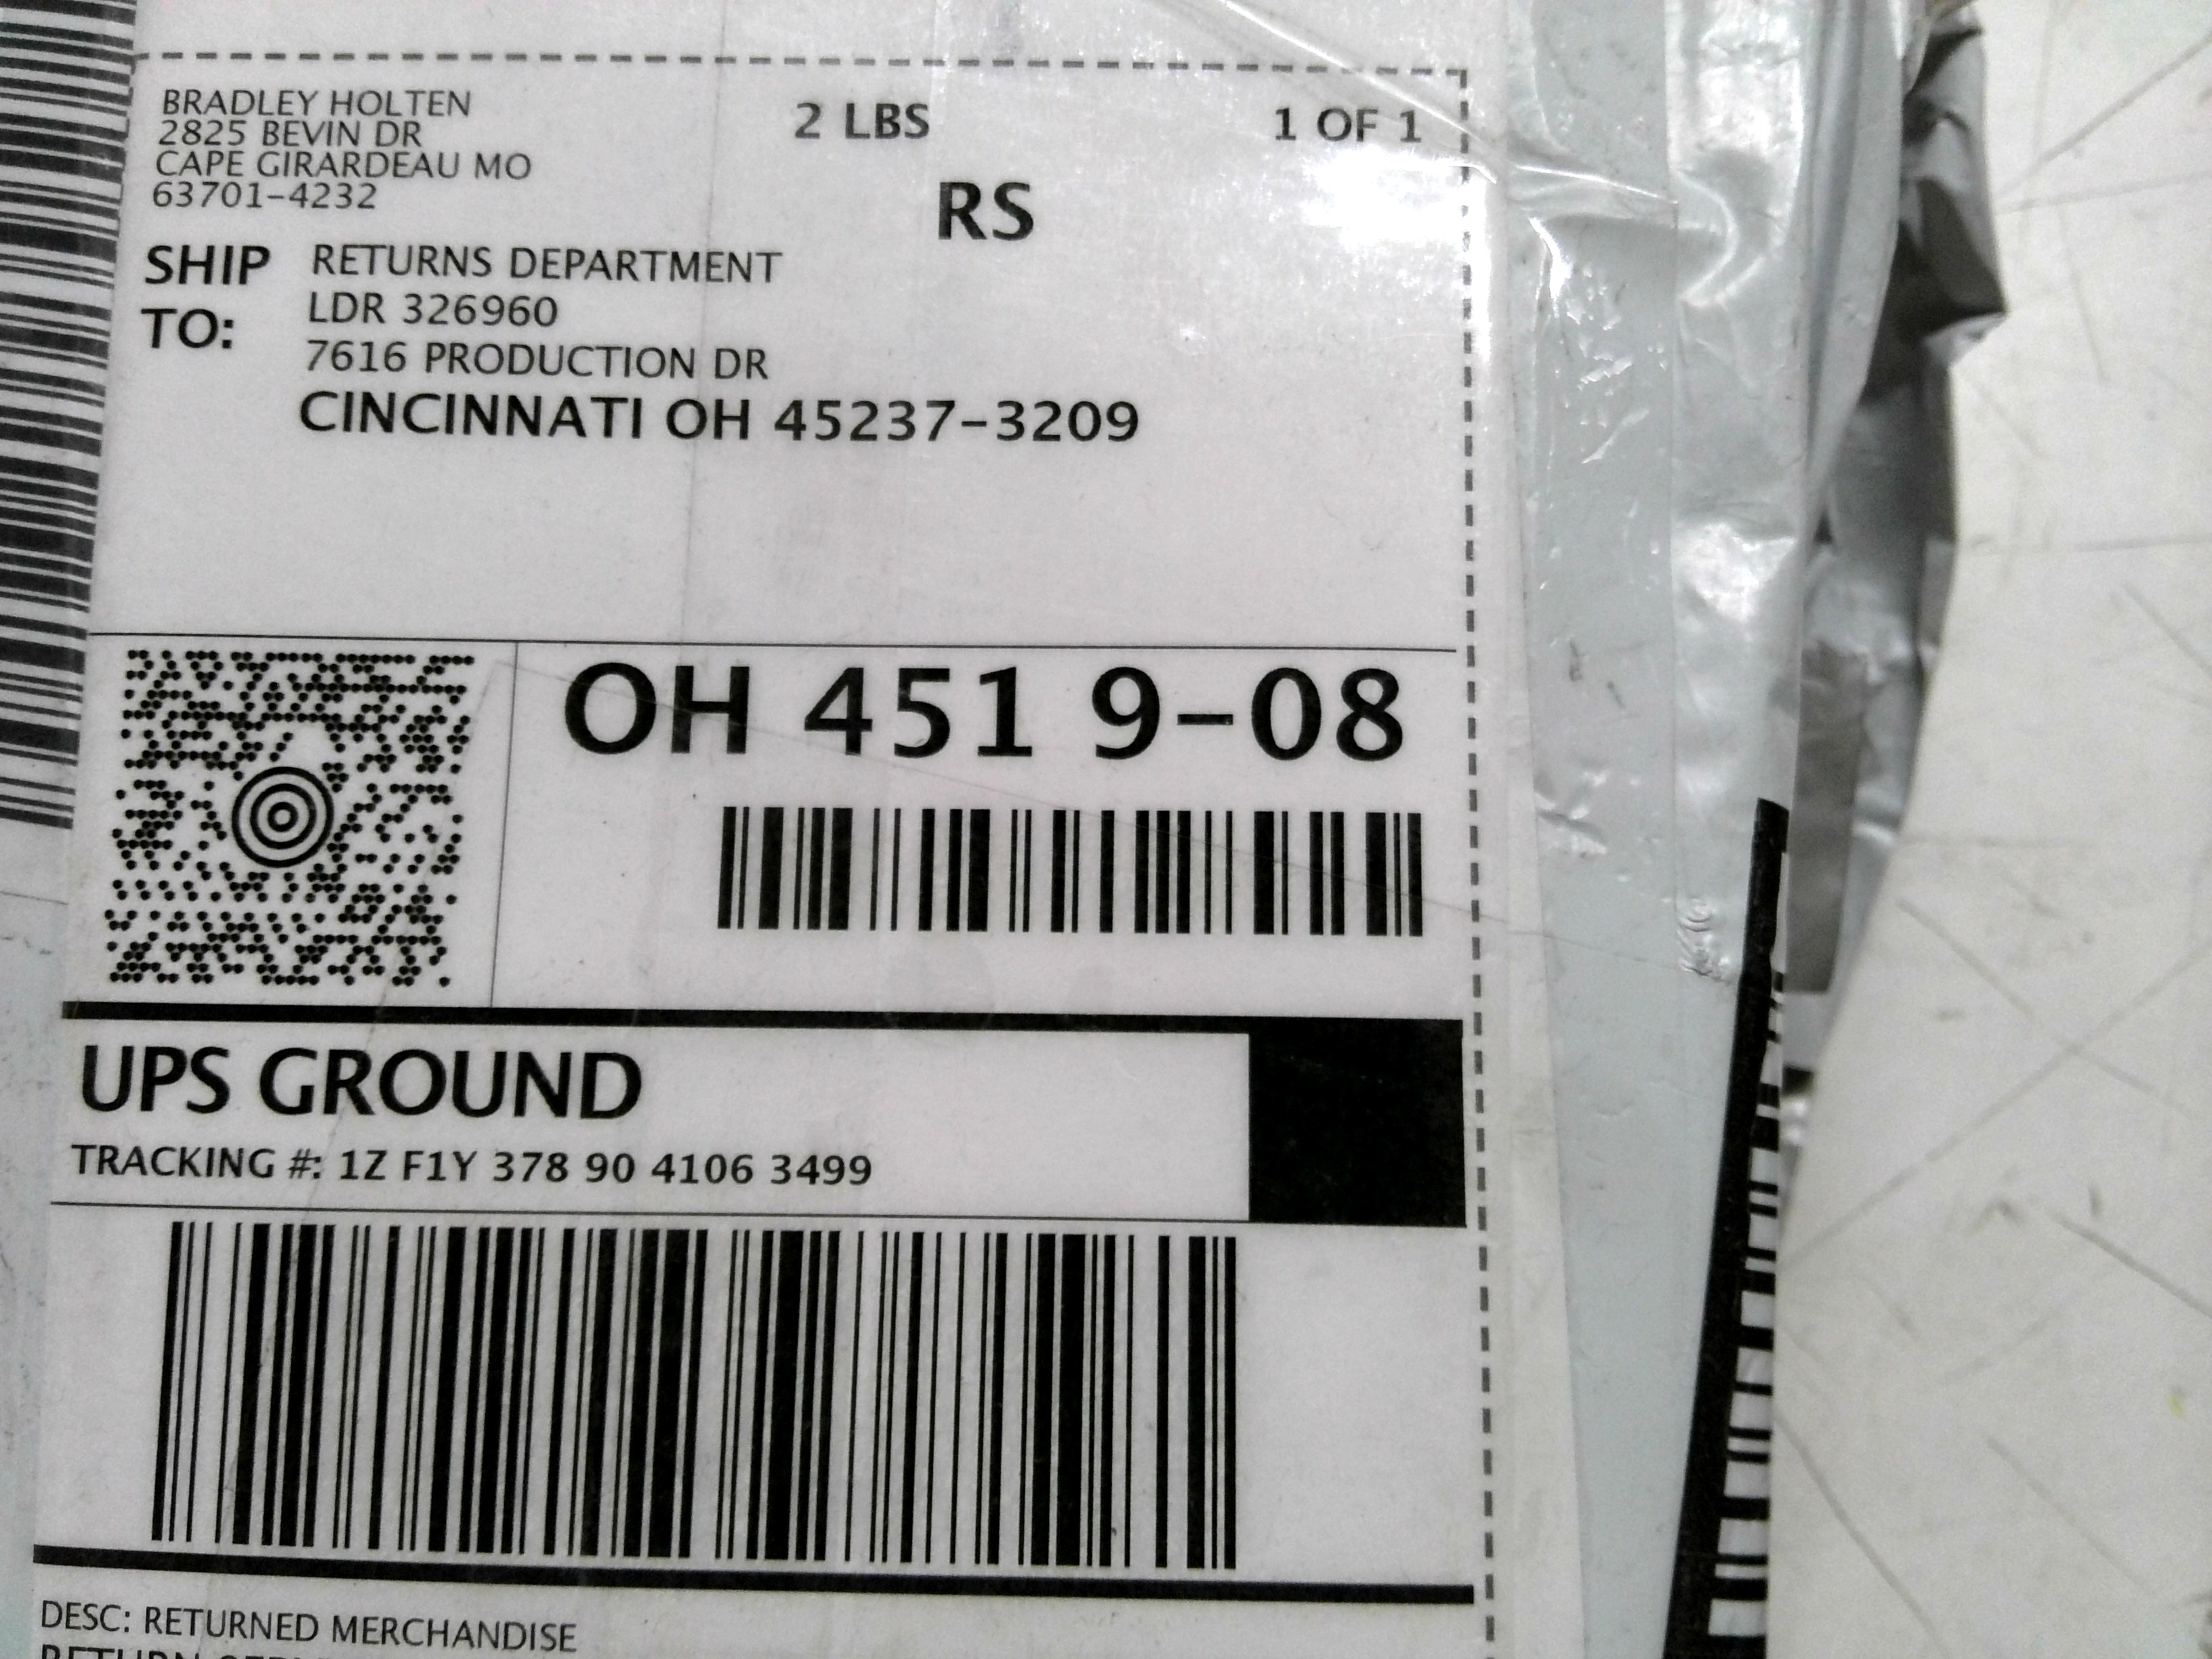 BRADLEY HOLTEN
2825 BEVIN DR
CAPE GIRARDEAU MO
63701-4232
2 LBS
1 OF 1
RS
SHIP TO:
RETURNS DEPARTMENT
LDR 326960
7616 PRODUCTION DR
CINCINNATI OH 45237-3209
OH 451 9-08
UPS GROUND
TRACKING #: 1Z F1Y 378 90 4106 3499
DESC: RETURNED MERCHANDISE
RETURN